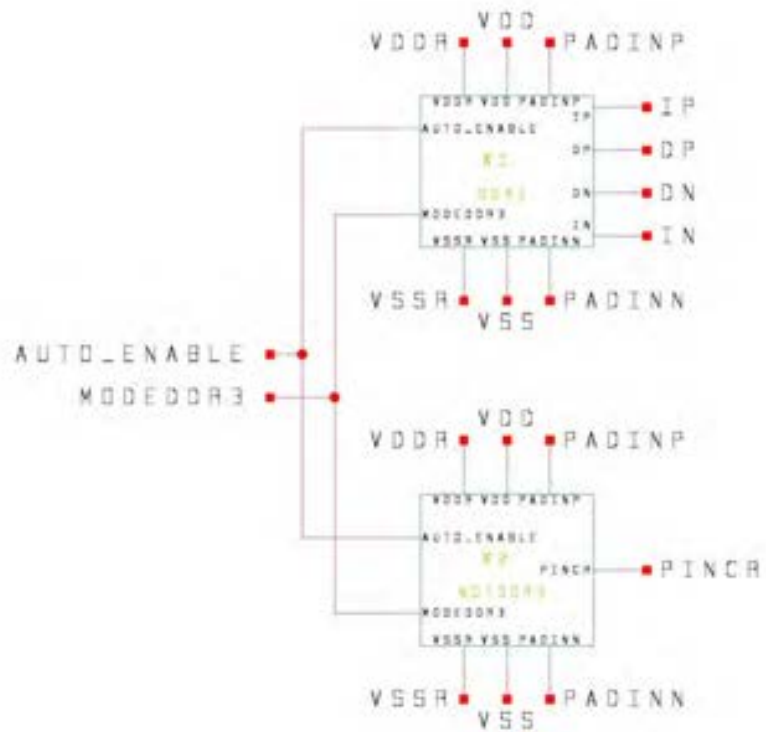 VDD
VDDR PADINP
VDDR VDD PADINP
IP IP
AUTO_ENABLE
DP DP
DDR3
DN DN
MODEDDR3
IN IN
VSSR VSS PADINN
VSSR PADINN
VSS
AUTO_ENABLE
MODEDDR3
VDD
VDDR PADINP
VDDR VDD PADINP
AUTO_ENABLE
PINCR PINCR
MODEDDR3
VSSR VSS PADINN
VSSR PADINN
VSS